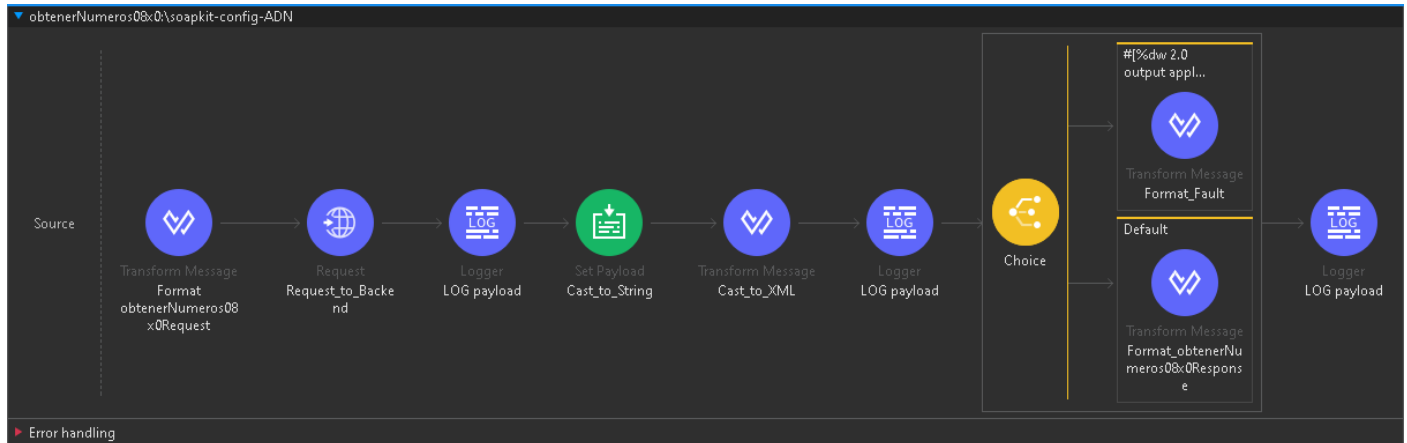 obtenerNumeros08x0:\soapkit-config-ADN
Source
Transform Message
Format
obtenerNumeros08
x0Request
Request
Request_to_Backe
nd
LOG
Logger
LOG payload
Set Payload
Cast_to_String
Transform Message
Cast_to_XML
LOG
Logger
LOG payload
Choice
#[%dw 2.0
output appl...
Transform Message
Format_Fault
Default
Transform Message
Format_obtenerNu
meros08x0Respons
e
LOG
Logger
LOG payload
Error handling